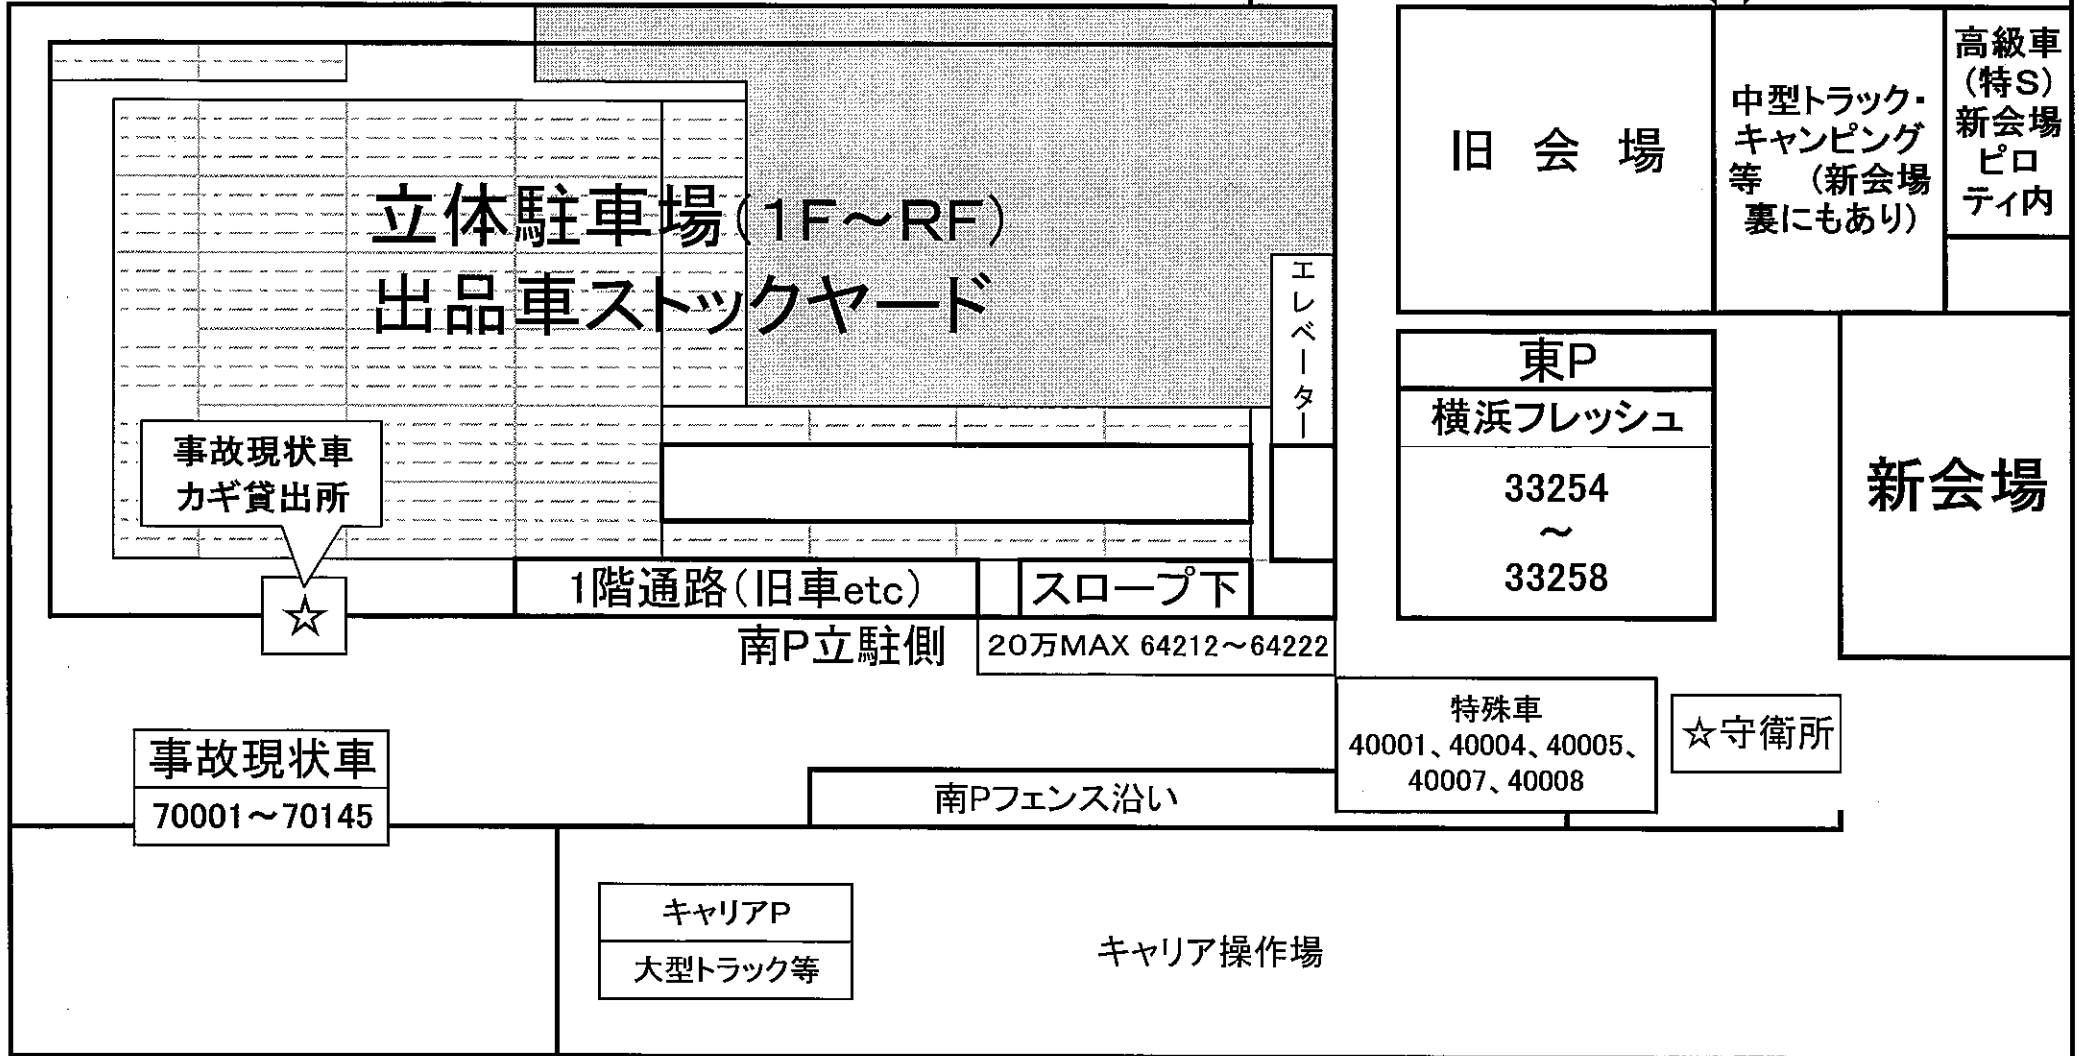 立体駐車場(1F～RF)
出品車ストックヤード
エレベーター
事故現状車
カギ貸出所
☆
1階通路(旧車etc)
スロープ下
南P立駐側
20万MAX 64212～64222
旧 会 場
中型トラック・
キャンピング
等 (新会場
裏にもあり)
高級車
(特S)
新会場
ピロ
ティ内
東P
横浜フレッシュ
33254
～
33258
新会場
特殊車
40001、40004、40005、
40007、40008
☆守衛所
事故現状車
70001～70145
南Pフェンス沿い
キャリアP
大型トラック等
キャリア操作場